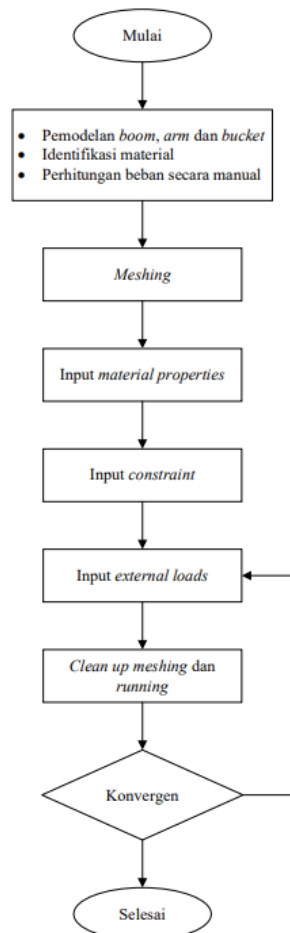 Mulai
• Pemodelan boom, arm dan bucket
• Identifikasi material
• Perhitungan beban secara manual
Meshing
Input material properties
Input constraint
Input external loads
Clean up meshing dan
running
Konvergen
Selesai